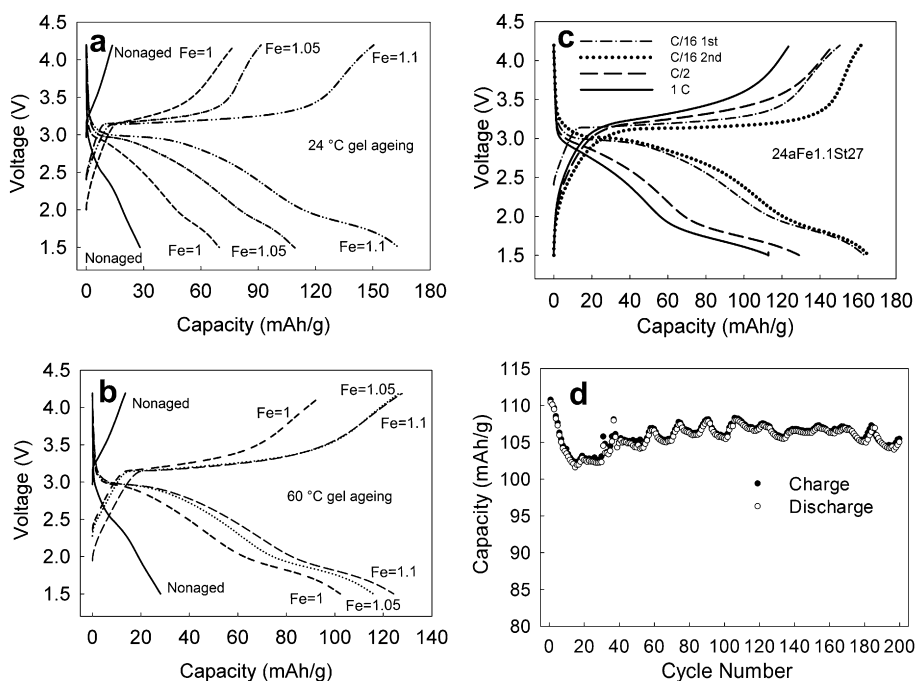 a
Voltage (V)
4.5
4.0
3.5
3.0
2.5
2.0
1.5
Nonaged
Fe=1
Fe=1.05
Fe=1.1
24 °C gel ageing
Nonaged
Fe=1
Fe=1.05
Fe=1.1
0 30 60 90 120 150 180
Capacity (mAh/g)
c
Voltage (V)
4.5
4.0
3.5
3.0
2.5
2.0
1.5
C/16 1st
C/16 2nd
C/2
1 C
24aFe1.1St27
0 20 40 60 80 100 120 140 160 180
Capacity (mAh/g)
b
Voltage (V)
4.5
4.0
3.5
3.0
2.5
2.0
1.5
Nonaged
Fe=1
Fe=1.05
Fe=1.1
60 °C gel ageing
Nonaged
Fe=1
Fe=1.05
Fe=1.1
0 20 40 60 80 100 120 140
Capacity (mAh/g)
d
Capacity (mAh/g)
115
110
105
100
95
90
85
80
Charge
Discharge
0 20 40 60 80 100 120 140 160 180 200
Cycle Number